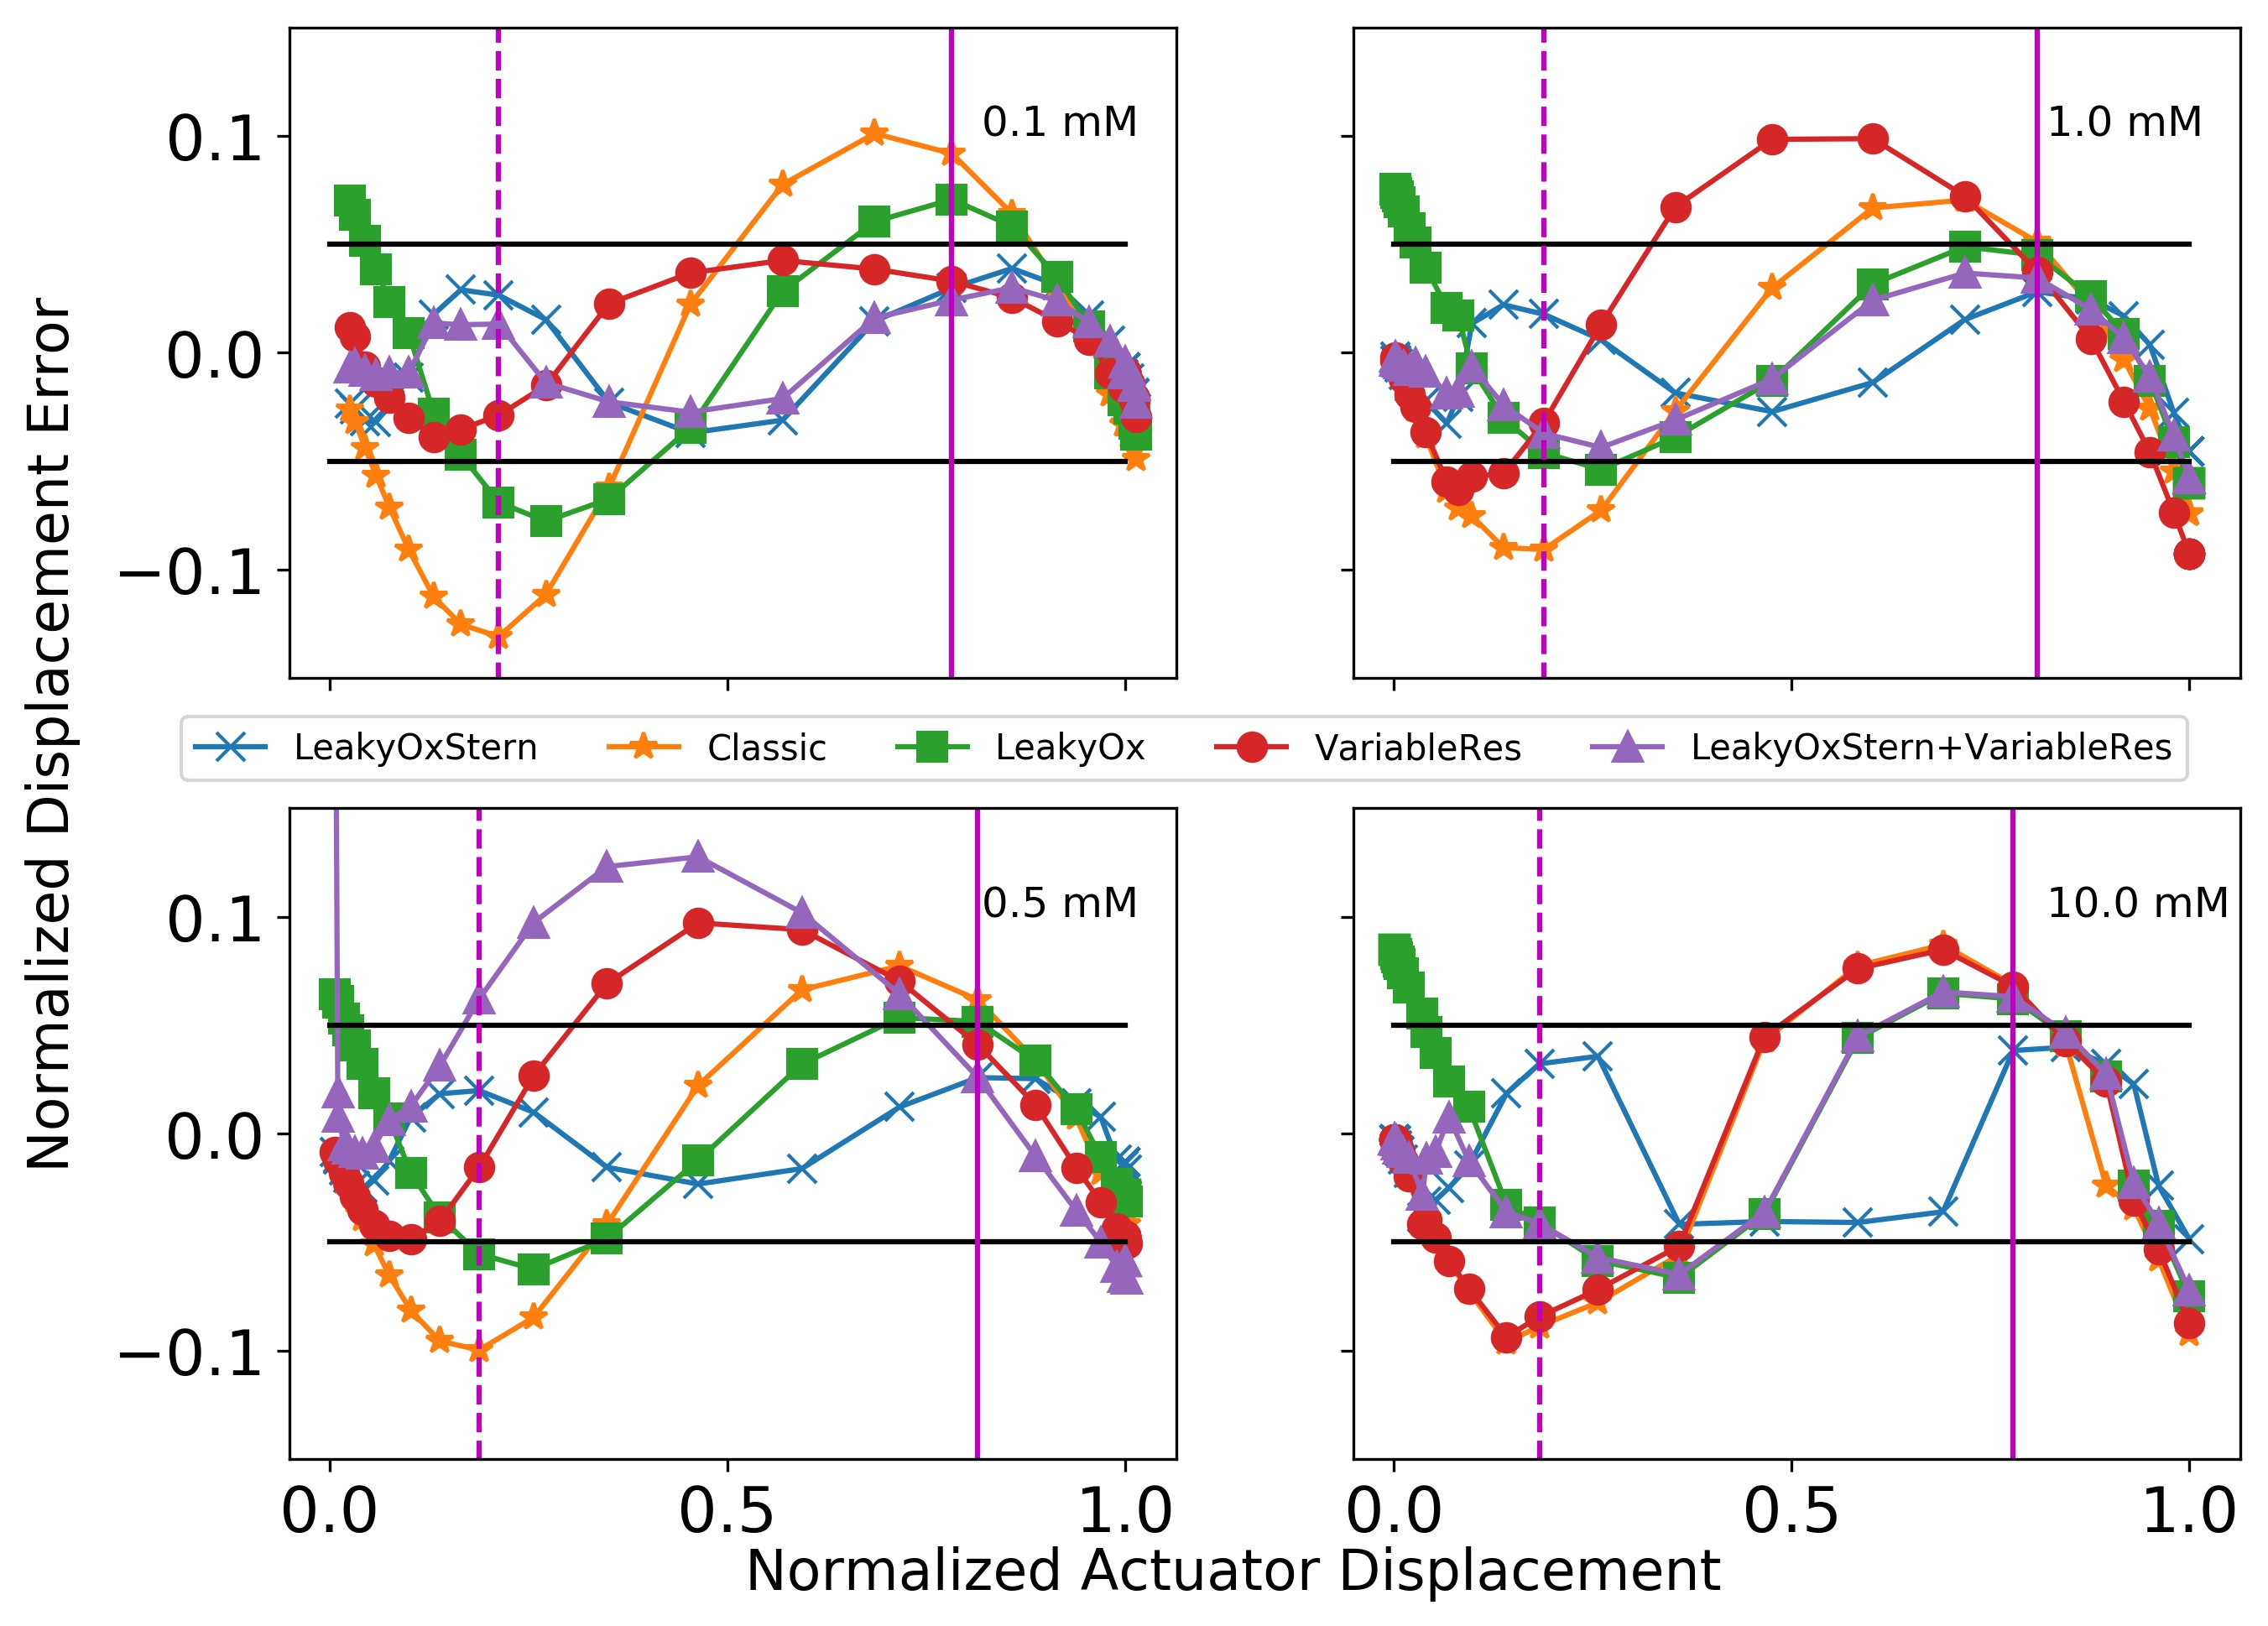 0.1 mM
1.0 mM
0.1
0.0
−0.1
Normalized Displacement Error
LeakyOxStern Classic LeakyOx VariableRes LeakyOxStern+VariableRes
0.5 mM
10.0 mM
0.1
0.0
−0.1
0.0 0.5 1.0 0.0 0.5 1.0
Normalized Actuator Displacement